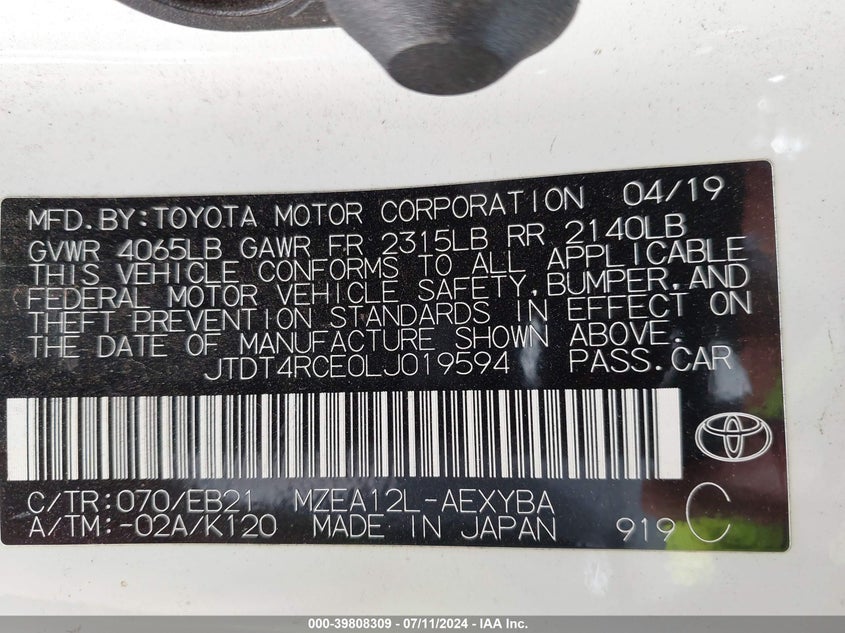 MFD.BY:TOYOTA MOTOR CORPORATION 04/19
GVWR 4065LB GAWR FR 2315LB RR 2140LB
THIS VEHICLE CONFORMS TO ALL APPLICABLE
FEDERAL MOTOR VEHICLE SAFETY,BUMPER,AND
THEFT PREVENTION STANDARDS IN EFFECT ON
THE DATE OF MANUFACTURE SHOWN ABOVE.
JTDT4RCE0LJ019594 PASS.CAR
C/TR:070/EB21 MZEA12L-AEXYBA
A/TM:-02A/K120 MADE IN JAPAN 919 C
000-39808309 / 07/11/2024 - IAA Inc.